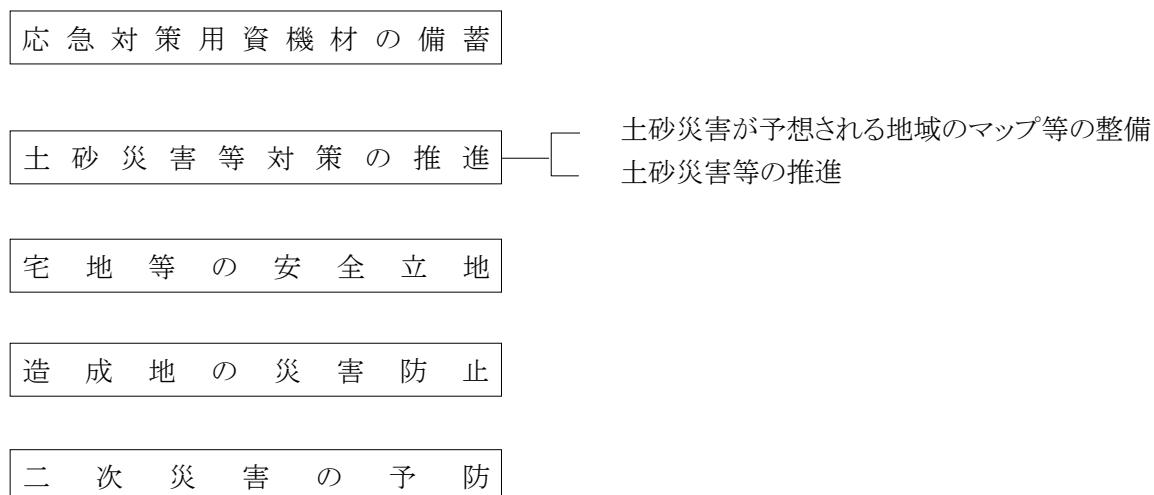 応急対策用資機材の備蓄
土砂災害等対策の推進
土砂災害が予想される地域のマップ等の整備
土砂災害等の推進
宅地等の安全立地
造成地の災害防止
二次災害の予防